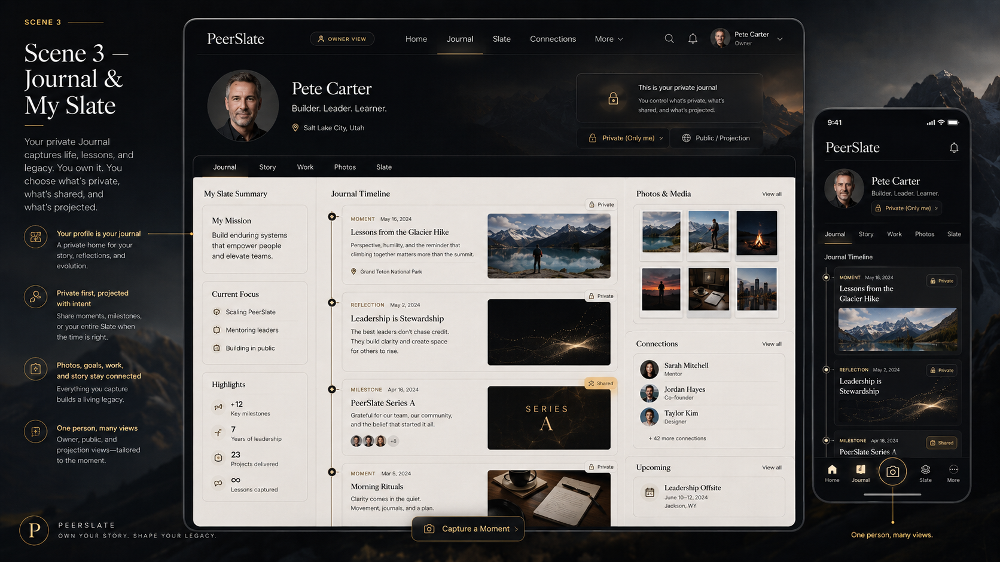 SCENE 3
Scene 3 —
Journal &
My Slate
Your private Journal
captures life, lessons, and
legacy. You own it. You
choose what's private,
what's shared, and
what's projected.
Your profile is your journal
A private home for your
story, reflections, and
evolution.
Private first, projected
with intent
Share moments, milestones,
or your entire Slate when
the time is right.
Photos, goals, work,
and story stay connected
Everything you capture
builds a living legacy.
One person, many views
Owner, public, and
projection views—tailored
to the moment.
P
PEERSLATE
OWN YOUR STORY. SHAPE YOUR LEGACY.
PeerSlate
OWNER VIEW
Home
Journal
Slate
Connections
More
Pete Carter
Owner
Pete Carter
Builder. Leader. Learner.
Salt Lake City, Utah
This is your private journal
You control what's private, what's
shared, and what's projected.
Private (Only me)
Public / Projection
Journal
Story
Work
Photos
Slate
My Slate Summary
My Mission
Build enduring systems
that empower people
and elevate teams.
Current Focus
Scaling PeerSlate
Mentoring leaders
Building in public
Highlights
+12
Key milestones
7
Years of leadership
23
Projects delivered
∞
Lessons captured
Journal Timeline
Private
MOMENT May 16, 2024
Lessons from the Glacier Hike
Perspective, humility, and the reminder that
climbing together matters more than the summit.
Grand Teton National Park
Private
REFLECTION May 2, 2024
Leadership is Stewardship
The best leaders don't chase credit.
They build clarity and create space
for others to rise.
Shared
MILESTONE Apr 18, 2024
PeerSlate Series A
Grateful for our team, our community,
and the belief that started it all.
+8
SERIES
A
Private
MOMENT Mar 5, 2024
Morning Rituals
Clarity comes in the quiet.
Movement, journals, and a plan.
Capture a Moment
Photos & Media
View all
Connections
View all
Sarah Mitchell
Mentor
Jordan Hayes
Co-founder
Taylor Kim
Designer
+ 42 more connections
Upcoming
View all
Leadership Offsite
June 10–12, 2024
Jackson, WY
9:41
PeerSlate
Pete Carter
Builder. Leader. Learner.
Private (Only me)
Journal
Story
Work
Photos
Slate
Journal Timeline
MOMENT May 16, 2024
Private
Lessons from the
Glacier Hike
REFLECTION May 2, 2024
Private
Leadership is
Stewardship
MILESTONE Apr 18, 2024
Shared
PeerSlate Series A
Home
Journal
Slate
More
One person, many views.